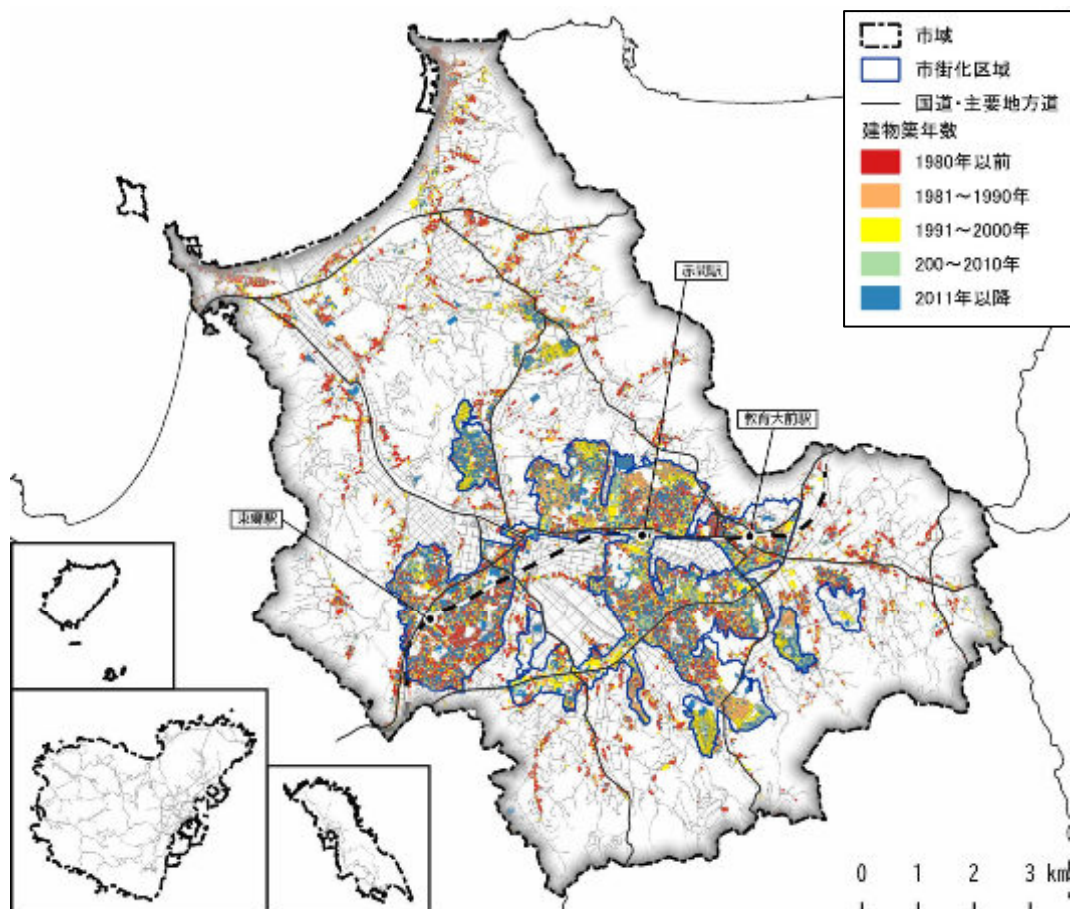 市域
市街化区域
国道・主要地方道
建物築年数
1980年以前
1981～1990年
1991～2000年
200～2010年
2011年以降
赤間駅
教育大前駅
東郷駅
0 1 2 3 km